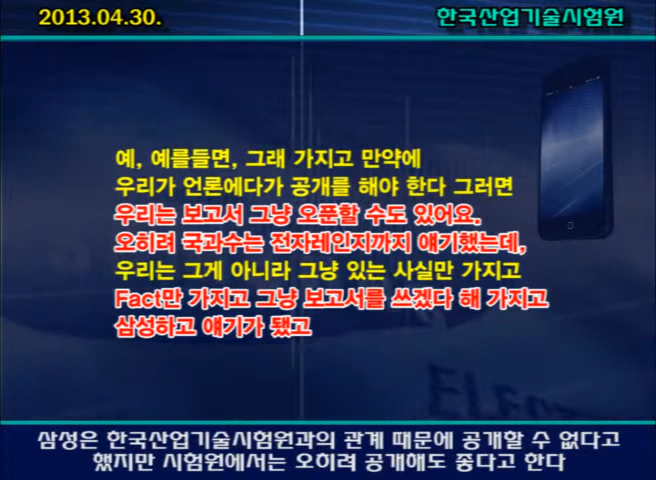 2013.04.30.
한국산업기술시험원
예, 예를들면, 그래 가지고 만약에
우리가 언론에다가 공개를 해야 한다 그러면
우리는 보고서 그냥 오푼할 수도 있어요.
오히려 국과수는 전자레인지까지 얘기했는데,
우리는 그게 아니라 그냥 있는 사실만 가지고
Fact만 가지고 그냥 보고서를 쓰겠다 해 가지고
삼성하고 얘기가 됐고
삼성은 한국산업기술시험원과의 관계 때문에 공개할 수 없다고
했지만 시험원에서는 오히려 공개해도 좋다고 한다